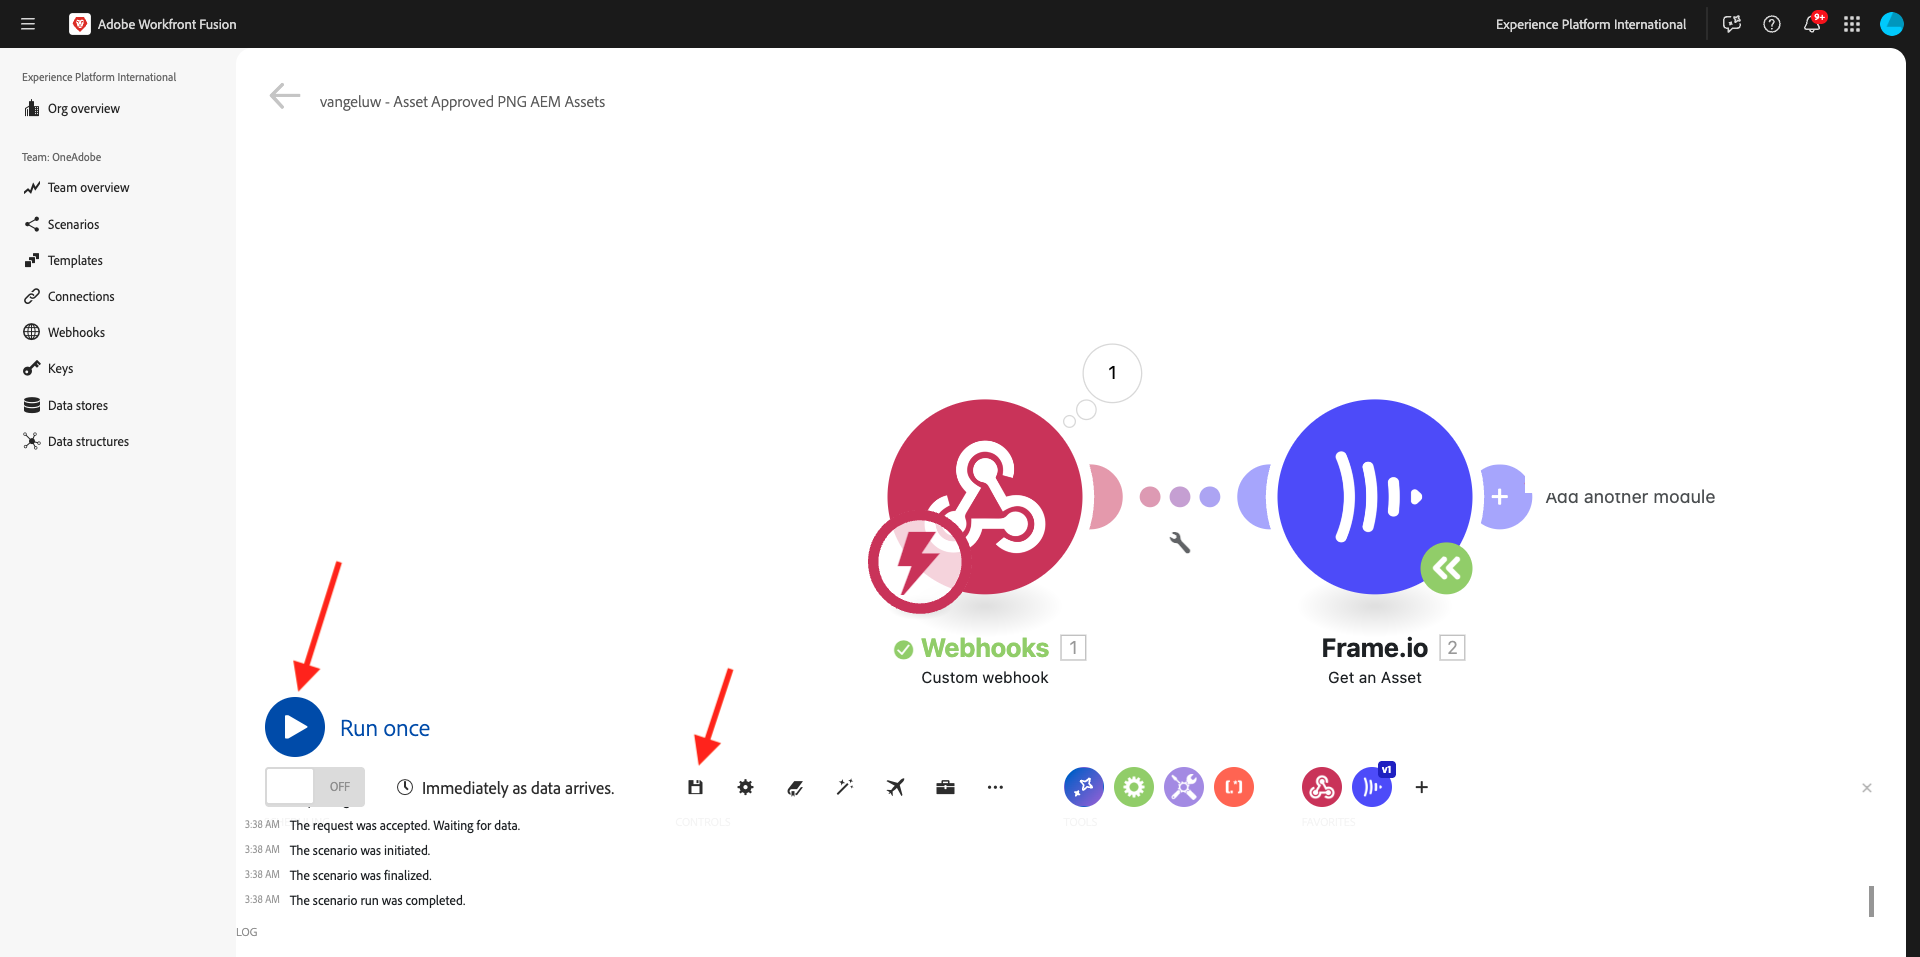 Adobe Workfront Fusion
Experience Platform International
9+
Experience Platform International
Org overview
Team: OneAdobe
Team overview
Scenarios
Templates
Connections
Webhooks
Keys
Data stores
Data structures
vangeluw - Asset Approved PNG AEM Assets
1
Add another module
Webhooks 1
Custom webhook
Frame.io 2
Get an Asset
Run once
OFF
Immediately as data arrives.
v1
CONTROLS
TOOLS
FAVORITES
3:38 AM The request was accepted. Waiting for data.
3:38 AM The scenario was initiated.
3:38 AM The scenario was finalized.
3:38 AM The scenario run was completed.
LOG